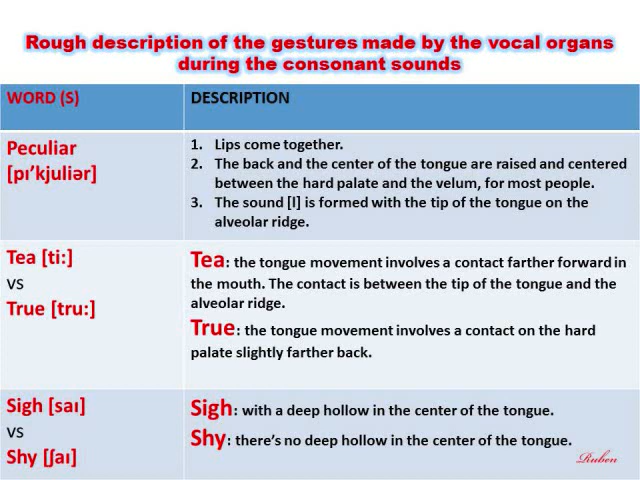 Rough description of the gestures made by the vocal organs
during the consonant sounds
WORD (S)
DESCRIPTION
Peculiar
[pɪ’kjuliər]
1. Lips come together.
2. The back and the center of the tongue are raised and centered
between the hard palate and the velum, for most people.
3. The sound [l] is formed with the tip of the tongue on the
alveolar ridge.
Tea [ti:]
VS
True [tru:]
Tea: the tongue movement involves a contact farther forward in
the mouth. The contact is between the tip of the tongue and the
alveolar ridge.
True: the tongue movement involves a contact on the hard
palate slightly farther back.
Sigh [saɪ]
VS
Shy [ʃaɪ]
Sigh: with a deep hollow in the center of the tongue.
Shy: there’s no deep hollow in the center of the tongue.
Ruben